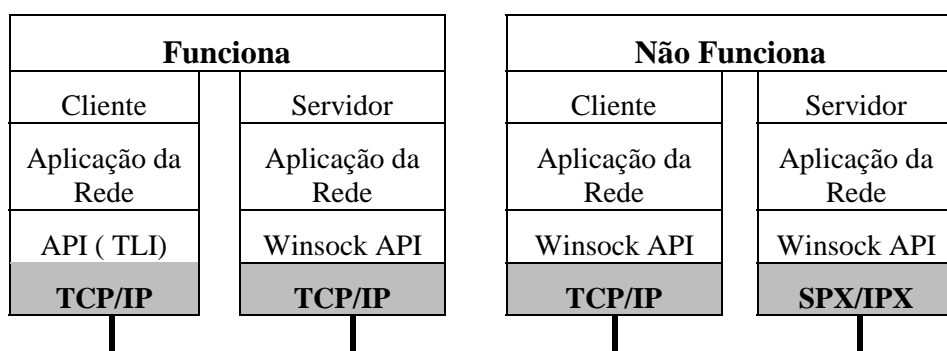 Funciona
Cliente
Servidor
Aplicação da
Rede
Aplicação da
Rede
API ( TLI)
Winsock API
TCP/IP
TCP/IP
Não Funciona
Cliente
Servidor
Aplicação da
Rede
Aplicação da
Rede
Winsock API
Winsock API
TCP/IP
SPX/IPX